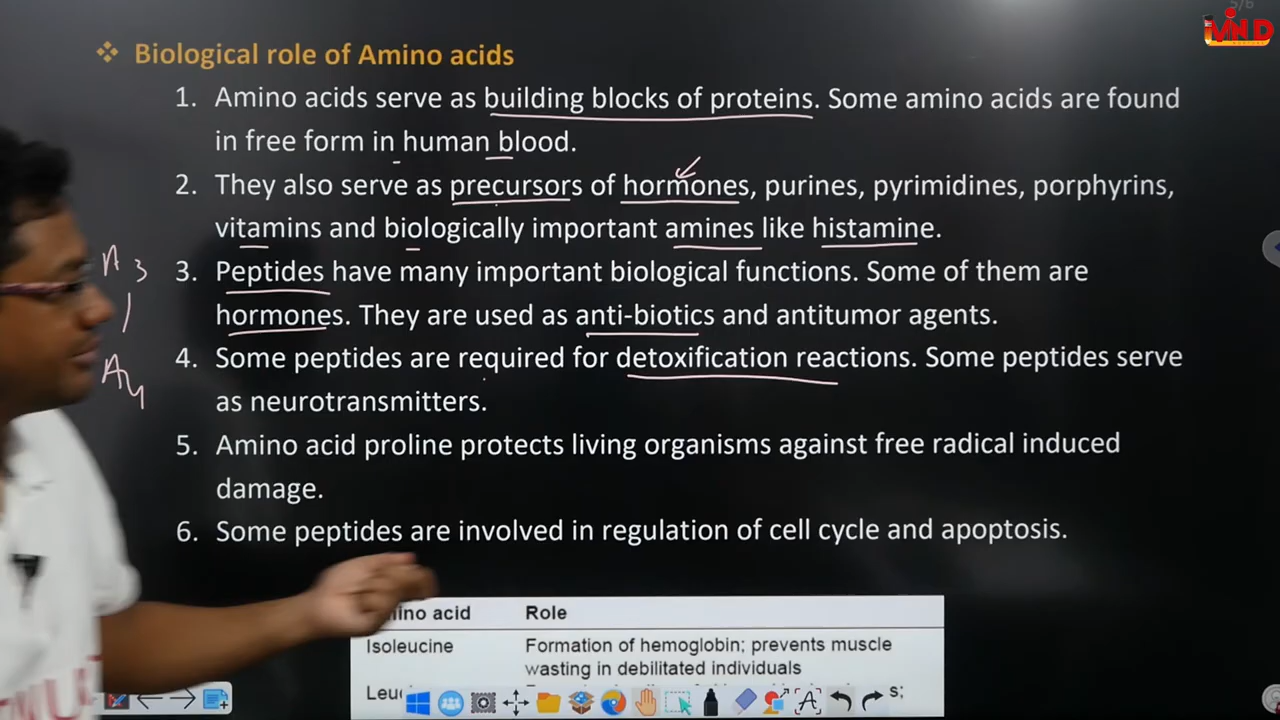 5/6
MIND
❖ Biological role of Amino acids
1. Amino acids serve as building blocks of proteins. Some amino acids are found
in free form in human blood.
2. They also serve as precursors of hormones, purines, pyrimidines, porphyrins,
vitamins and biologically important amines like histamine.
3. Peptides have many important biological functions. Some of them are
hormones. They are used as anti-biotics and antitumor agents.
4. Some peptides are required for detoxification reactions. Some peptides serve
as neurotransmitters.
5. Amino acid proline protects living organisms against free radical induced
damage.
6. Some peptides are involved in regulation of cell cycle and apoptosis.
acid Role
Isoleucine Formation of hemoglobin; prevents muscle
wasting in debilitated individuals